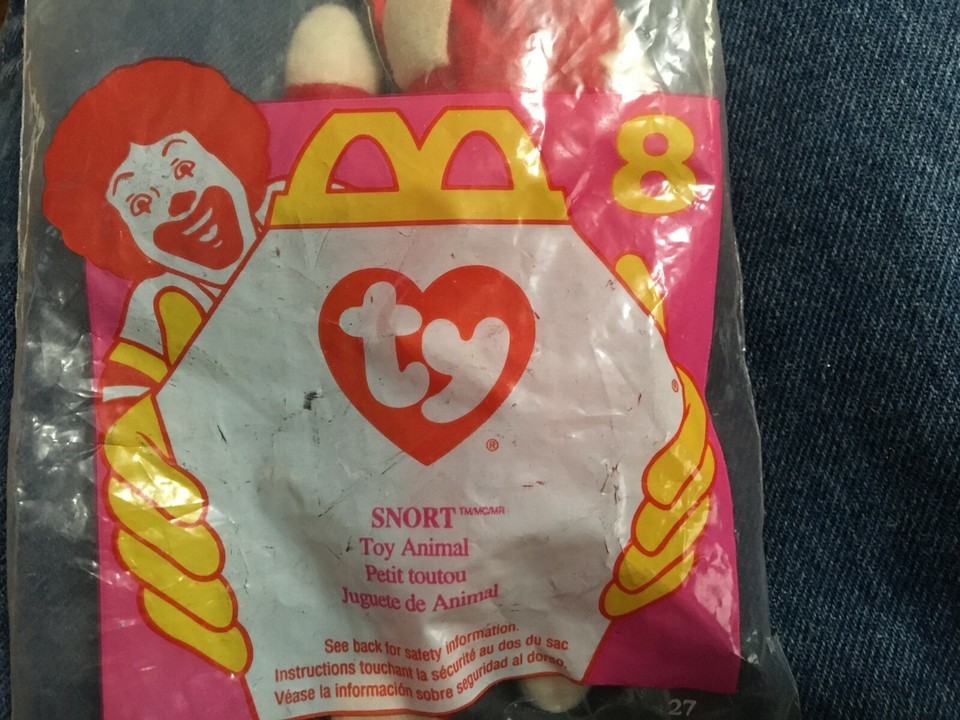 8
ty
®
®
SNORT TM/MC/MR
Toy Animal
Petit toutou
Juguete de Animal
See back for safety information.
Instructions touchant la sécurité au dos du sac
Véase la información sobre seguridad al dorso.
27